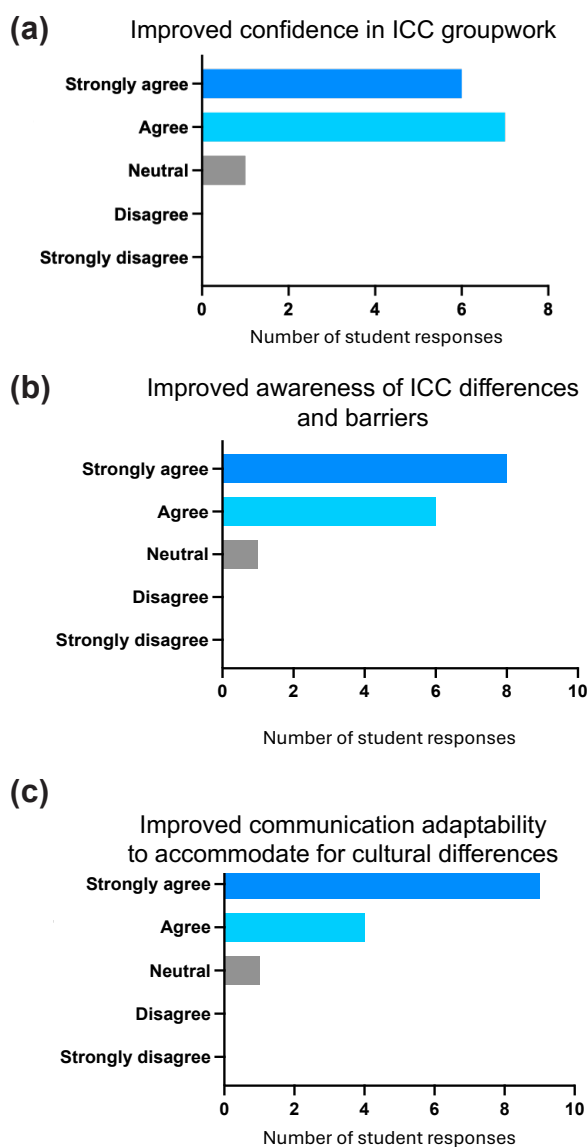 (a)
Improved confidence in ICC groupwork
Strongly agree
Agree
Neutral
Disagree
Strongly disagree
0 2 4 6 8
Number of student responses
(b)
Improved awareness of ICC differences
and barriers
Strongly agree
Agree
Neutral
Disagree
Strongly disagree
0 2 4 6 8 10
Number of student responses
(c)
Improved communication adaptability
to accommodate for cultural differences
Strongly agree
Agree
Neutral
Disagree
Strongly disagree
0 2 4 6 8 10
Number of student responses